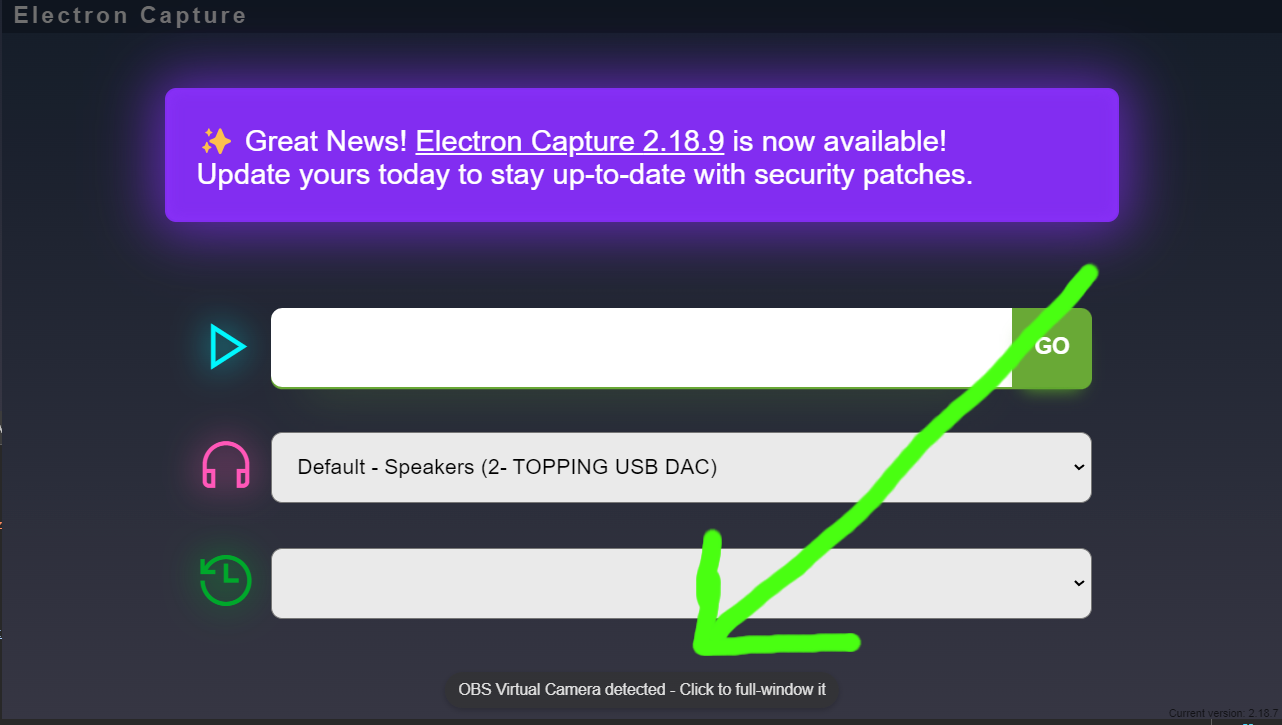 Electron Capture
✨ Great News! Electron Capture 2.18.9 is now available!
Update yours today to stay up-to-date with security patches.
GO
Default - Speakers (2- TOPPING USB DAC)
OBS Virtual Camera detected - Click to full-window it
Current version: 2.18.7